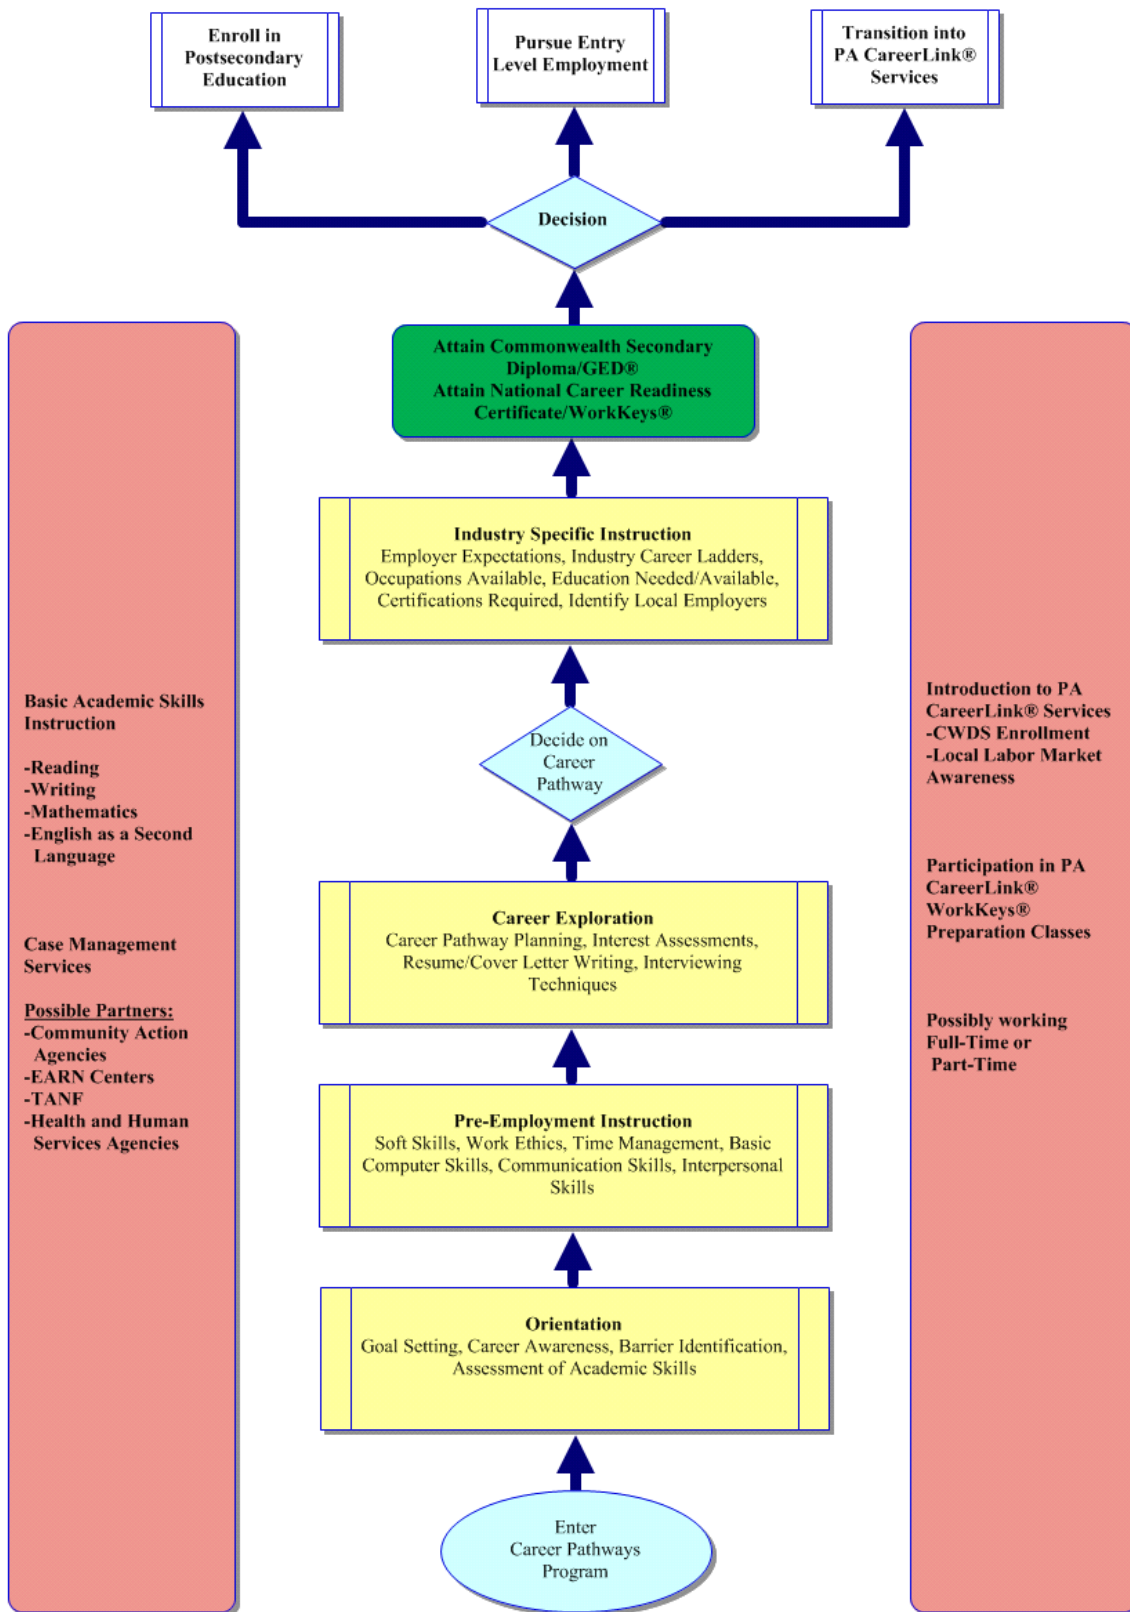 Enroll in
Postsecondary
Education
Pursue Entry
Level Employment
Transition into
PA CareerLink®
Services
Decision
Attain Commonwealth Secondary
Diploma/GED®
Attain National Career Readiness
Certificate/WorkKeys®
Industry Specific Instruction
Employer Expectations, Industry Career Ladders,
Occupations Available, Education Needed/Available,
Certifications Required, Identify Local Employers
Decide on
Career
Pathway
Career Exploration
Career Pathway Planning, Interest Assessments,
Resume/Cover Letter Writing, Interviewing
Techniques
Pre-Employment Instruction
Soft Skills, Work Ethics, Time Management, Basic
Computer Skills, Communication Skills, Interpersonal
Skills
Orientation
Goal Setting, Career Awareness, Barrier Identification,
Assessment of Academic Skills
Enter
Career Pathways
Program
Basic Academic Skills
Instruction
-Reading
-Writing
-Mathematics
-English as a Second
Language
Case Management
Services
Possible Partners:
-Community Action
Agencies
-EARN Centers
-TANF
-Health and Human
Services Agencies
Introduction to PA
CareerLink® Services
-CWDS Enrollment
-Local Labor Market
Awareness
Participation in PA
CareerLink®
WorkKeys®
Preparation Classes
Possibly working
Full-Time or
Part-Time